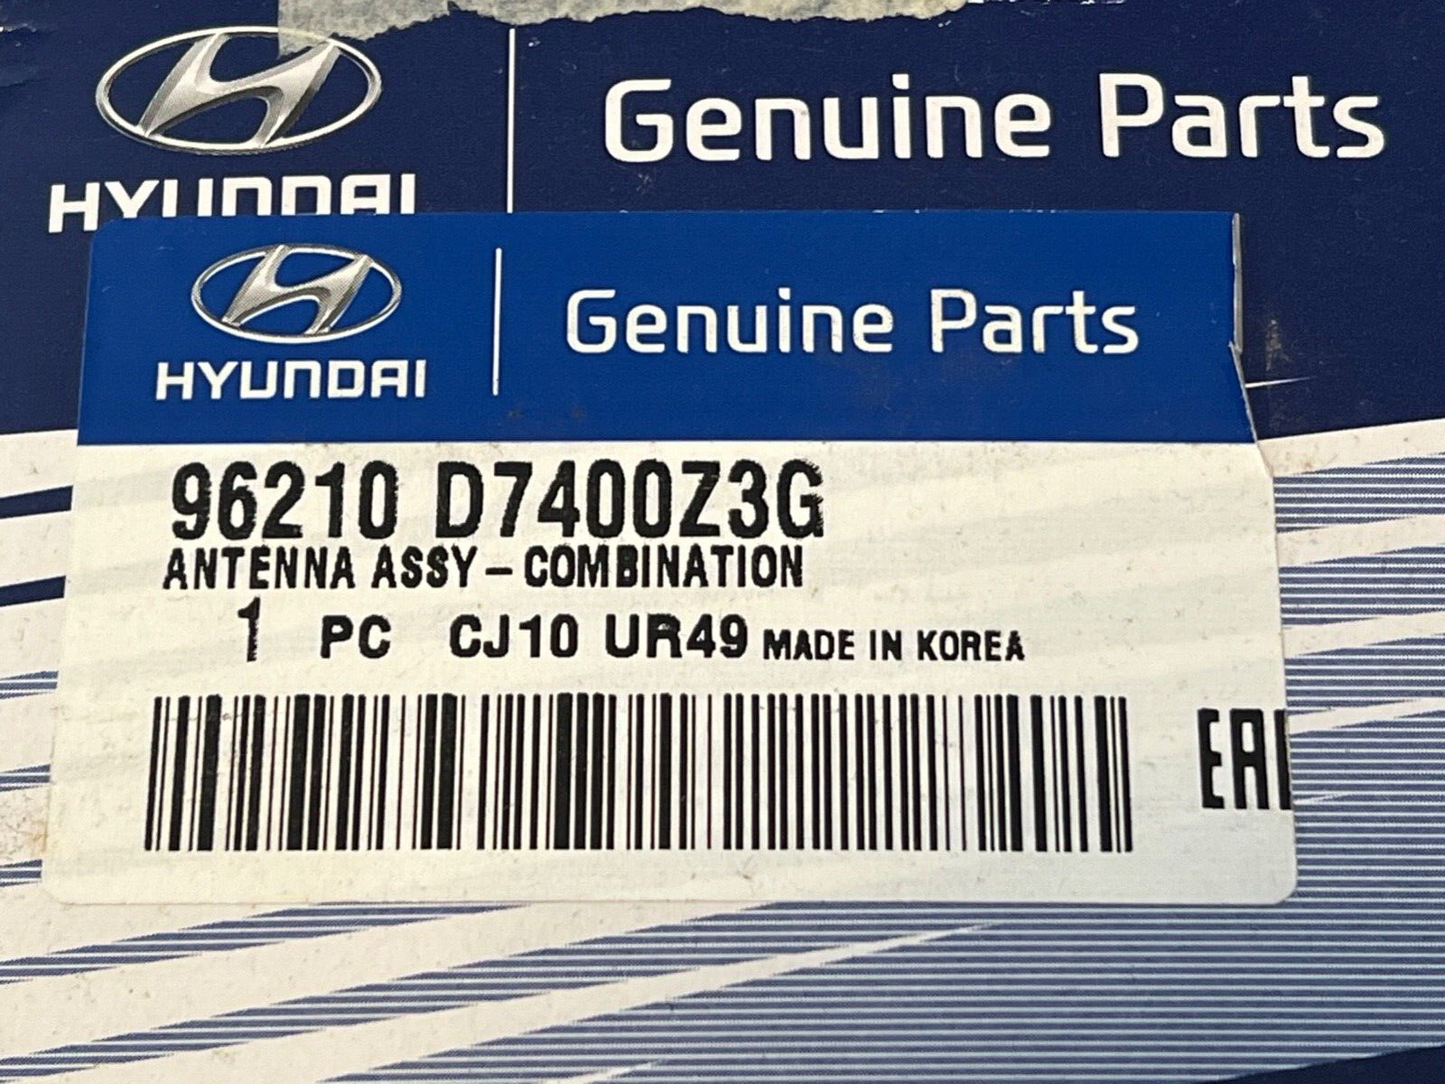 Genuine Parts
HYUNDAI
Genuine Parts
HYUNDAI
96210 D7400Z3G
ANTENNA ASSY-COMBINATION
1 PC CJ10 UR49 MADE IN KOREA